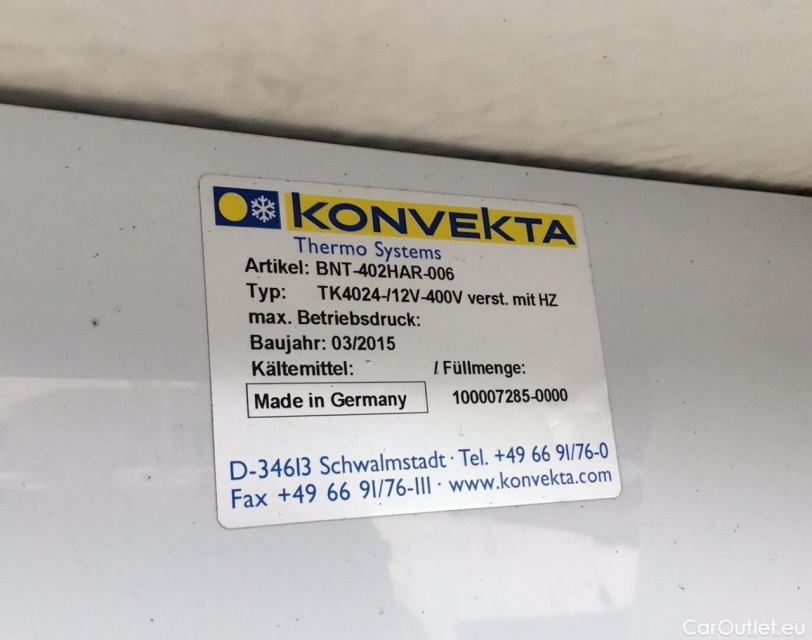 KONVEKTA
Thermo Systems
Artikel: BNT-402HAR-006
Typ: TK4024-/12V-400V verst. mit HZ
max. Betriebsdruck:
Baujahr: 03/2015
Kältemittel: / Füllmenge:
Made in Germany 100007285-0000
D-34613 Schwalmstadt · Tel. +49 66 91/76-0
Fax +49 66 91/76-111 · www.konvekta.com
CarOutlet.eu